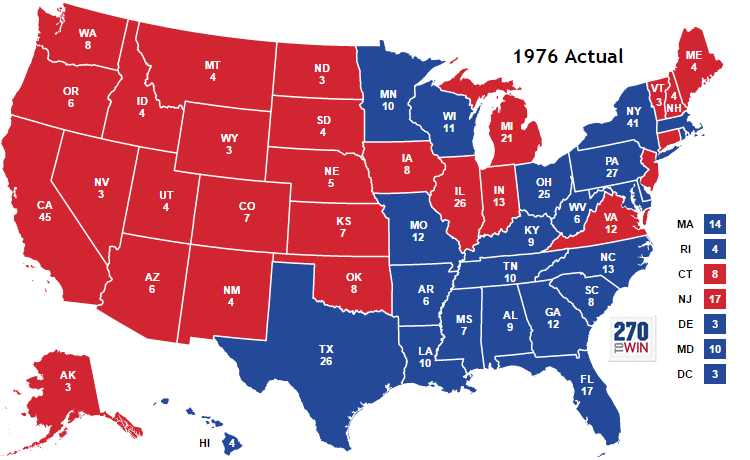 1976 Actual
WA
8
OR
6
CA
45
NV
3
ID
4
MT
4
WY
3
UT
4
CO
7
AZ
6
NM
4
ND
3
SD
4
NE
5
KS
7
OK
8
TX
26
MN
10
IA
8
MO
12
AR
6
LA
10
WI
11
IL
26
MI
21
IN
13
OH
25
KY
9
TN
10
MS
7
AL
9
GA
12
FL
17
SC
8
NC
13
VA
12
WV
6
PA
27
NY
41
VT
3
4
NH
ME
4
AK
3
HI 4
MA 14
RI 4
CT 8
NJ 17
DE 3
MD 10
DC 3
270
TO WIN